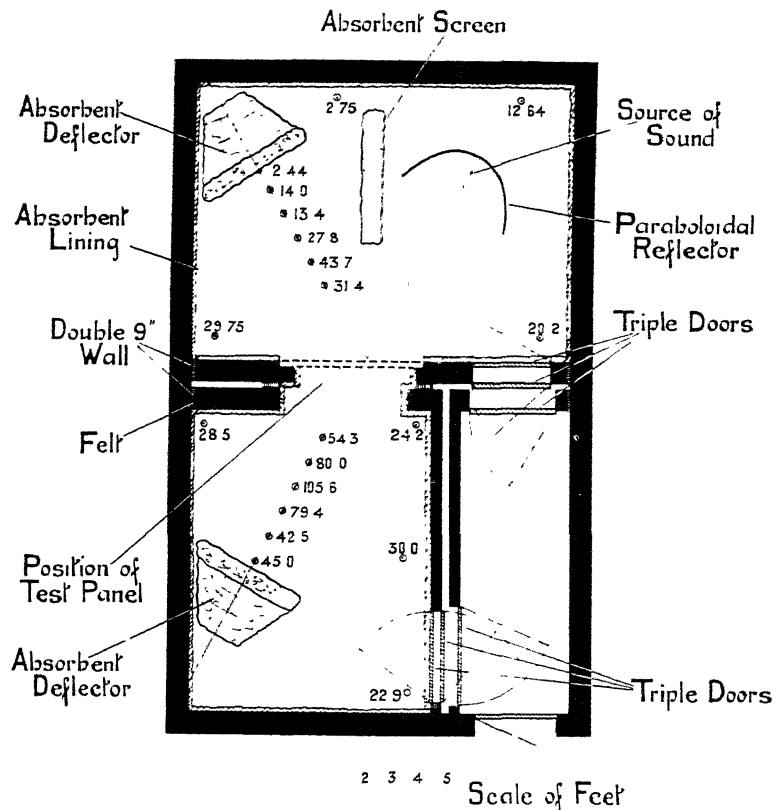 Absorbent Screen
Absorbent
Deflector
Source of
Sound
2 75
12 64
2 44
14 0
13 4
27 8
43 7
31 4
Absorbent
Lining
Paraboloidal
Reflector
29 75
20 2
Double 9"
Wall
Triple Doors
Felt
28 5
24 2
54 3
80 0
105 6
79 4
42 5
45 0
30 0
Position of
Test Panel
Absorbent
Deflector
22 9
Triple Doors
2 3 4 5
Scale of Feet